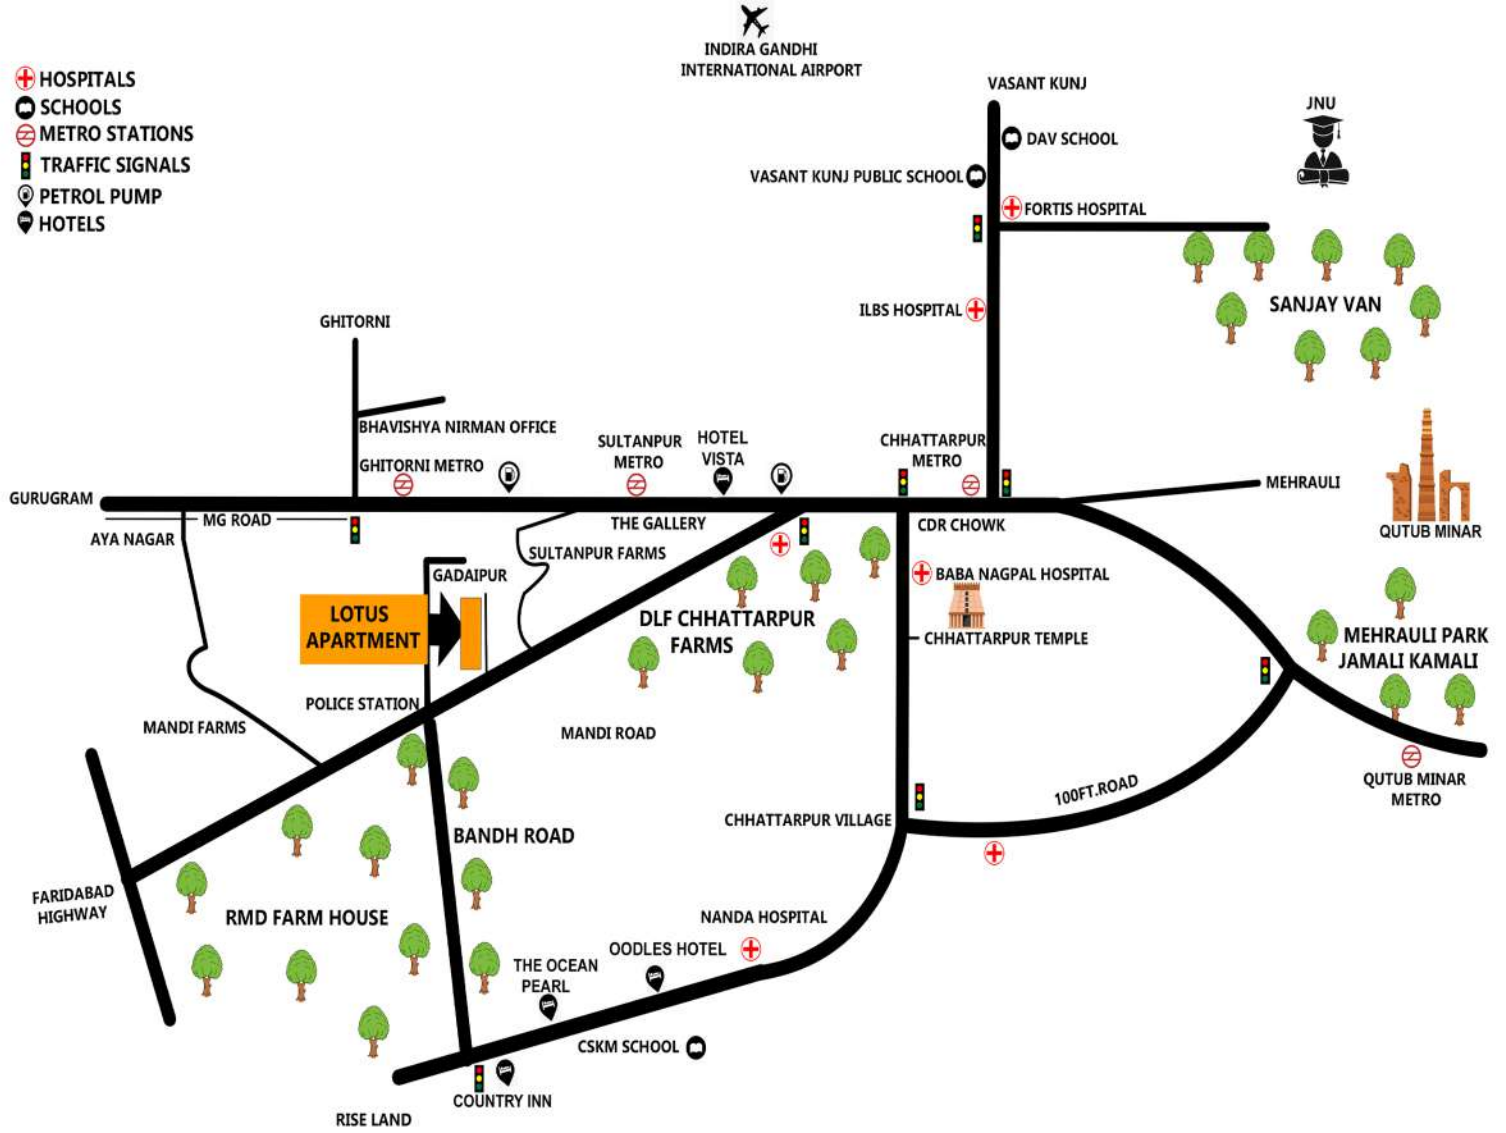 INDIRA GANDHI
INTERNATIONAL AIRPORT
HOSPITALS
SCHOOLS
METRO STATIONS
TRAFFIC SIGNALS
PETROL PUMP
HOTELS
VASANT KUNJ
DAV SCHOOL
VASANT KUNJ PUBLIC SCHOOL
FORTIS HOSPITAL
JNU
ILBS HOSPITAL
SANJAY VAN
GHITORNI
BHAVISHYA NIRMAN OFFICE
GHITORNI METRO
SULTANPUR
METRO
HOTEL
VISTA
CHHATTARPUR
METRO
MEHRAULI
QUTUB MINAR
GURUGRAM
MG ROAD
AYA NAGAR
THE GALLERY
CDR CHOWK
SULTANPUR FARMS
GADAIPUR
BABA NAGPAL HOSPITAL
LOTUS
APARTMENT
DLF CHHATTARPUR
FARMS
CHHATTARPUR TEMPLE
MEHRAULI PARK
JAMALI KAMALI
POLICE STATION
MANDI FARMS
MANDI ROAD
QUTUB MINAR
METRO
100FT.ROAD
CHHATTARPUR VILLAGE
BANDH ROAD
FARIDABAD
HIGHWAY
RMD FARM HOUSE
NANDA HOSPITAL
OODLES HOTEL
THE OCEAN
PEARL
CSKM SCHOOL
COUNTRY INN
RISE LAND